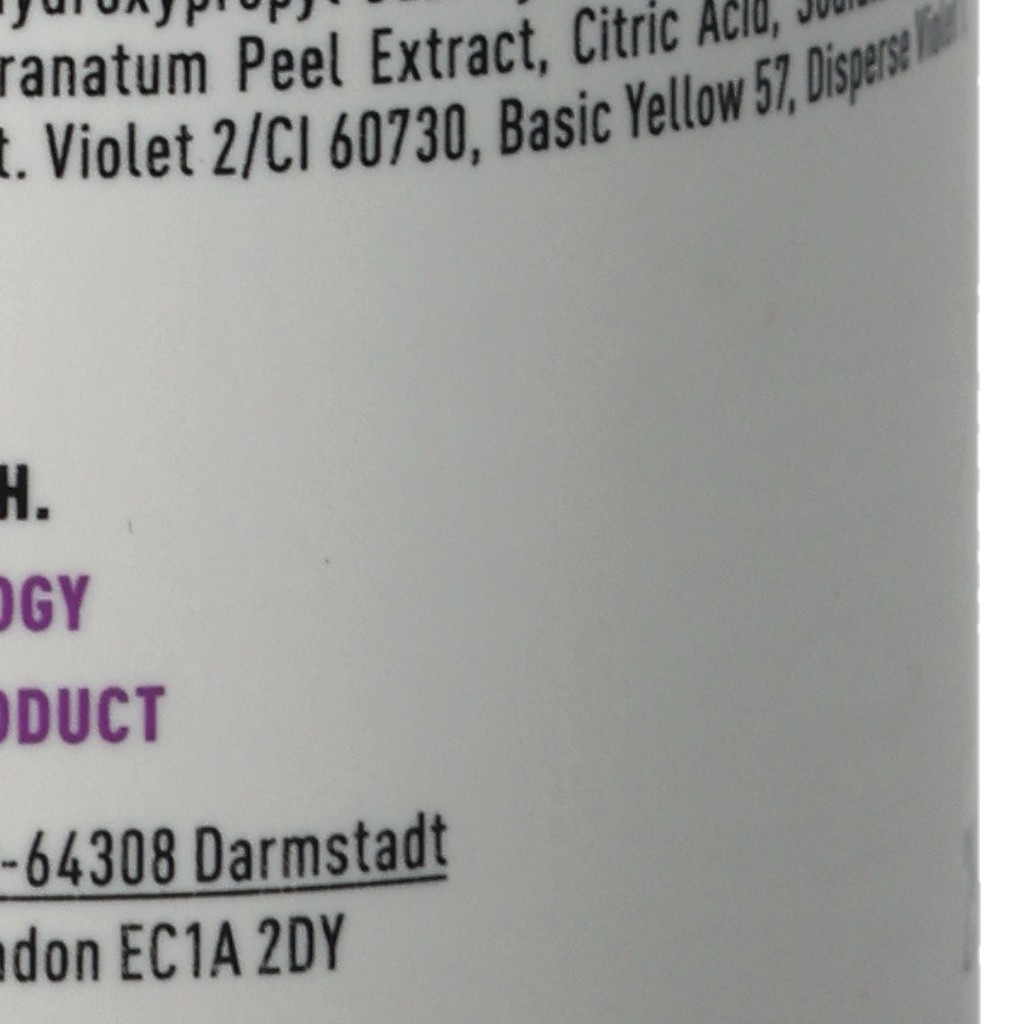 Peel Extract, Citric Acid,
t. Violet 2/CI 60730, Basic Yellow 57, Disperse Violet
H.
OGY
ODUCT
-64308 Darmstadt
ndon EC1A 2DY